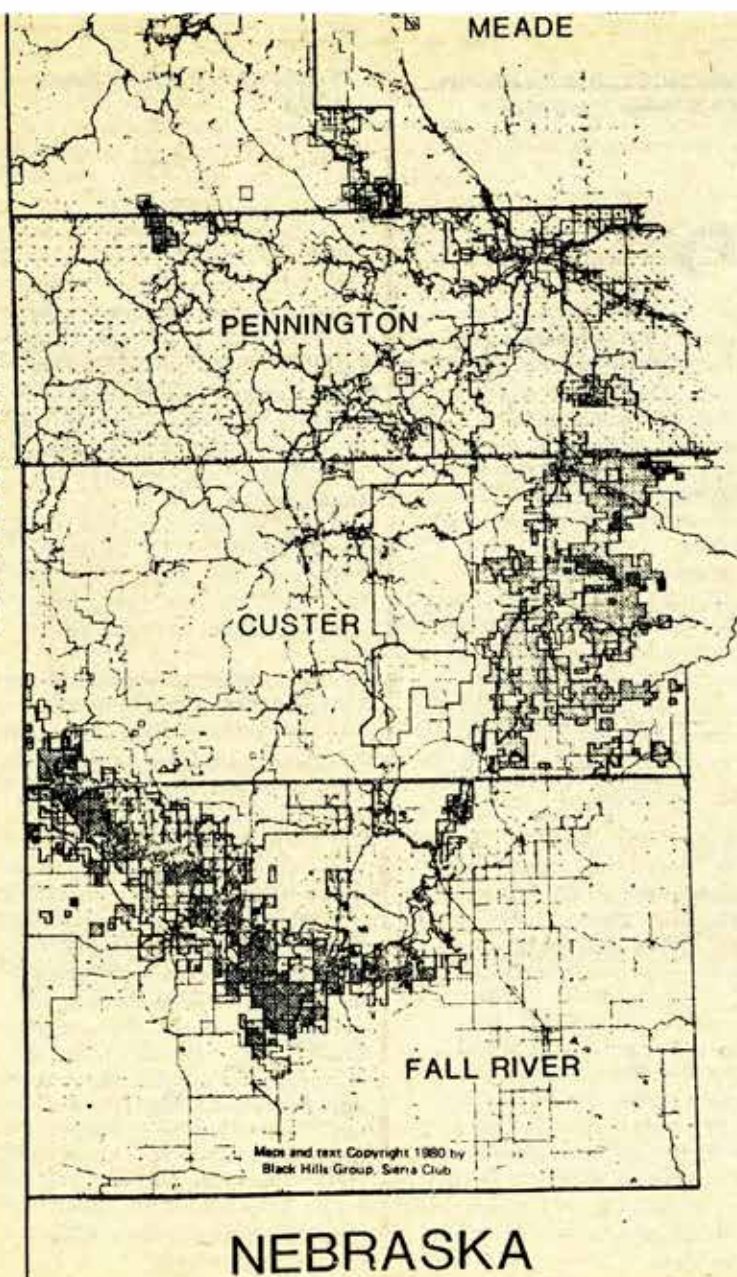 MEADE
PENNINGTON
CUSTER
FALL RIVER
Maps and text Copyright 1980 by
Black Hills Group, Sierra Club
NEBRASKA